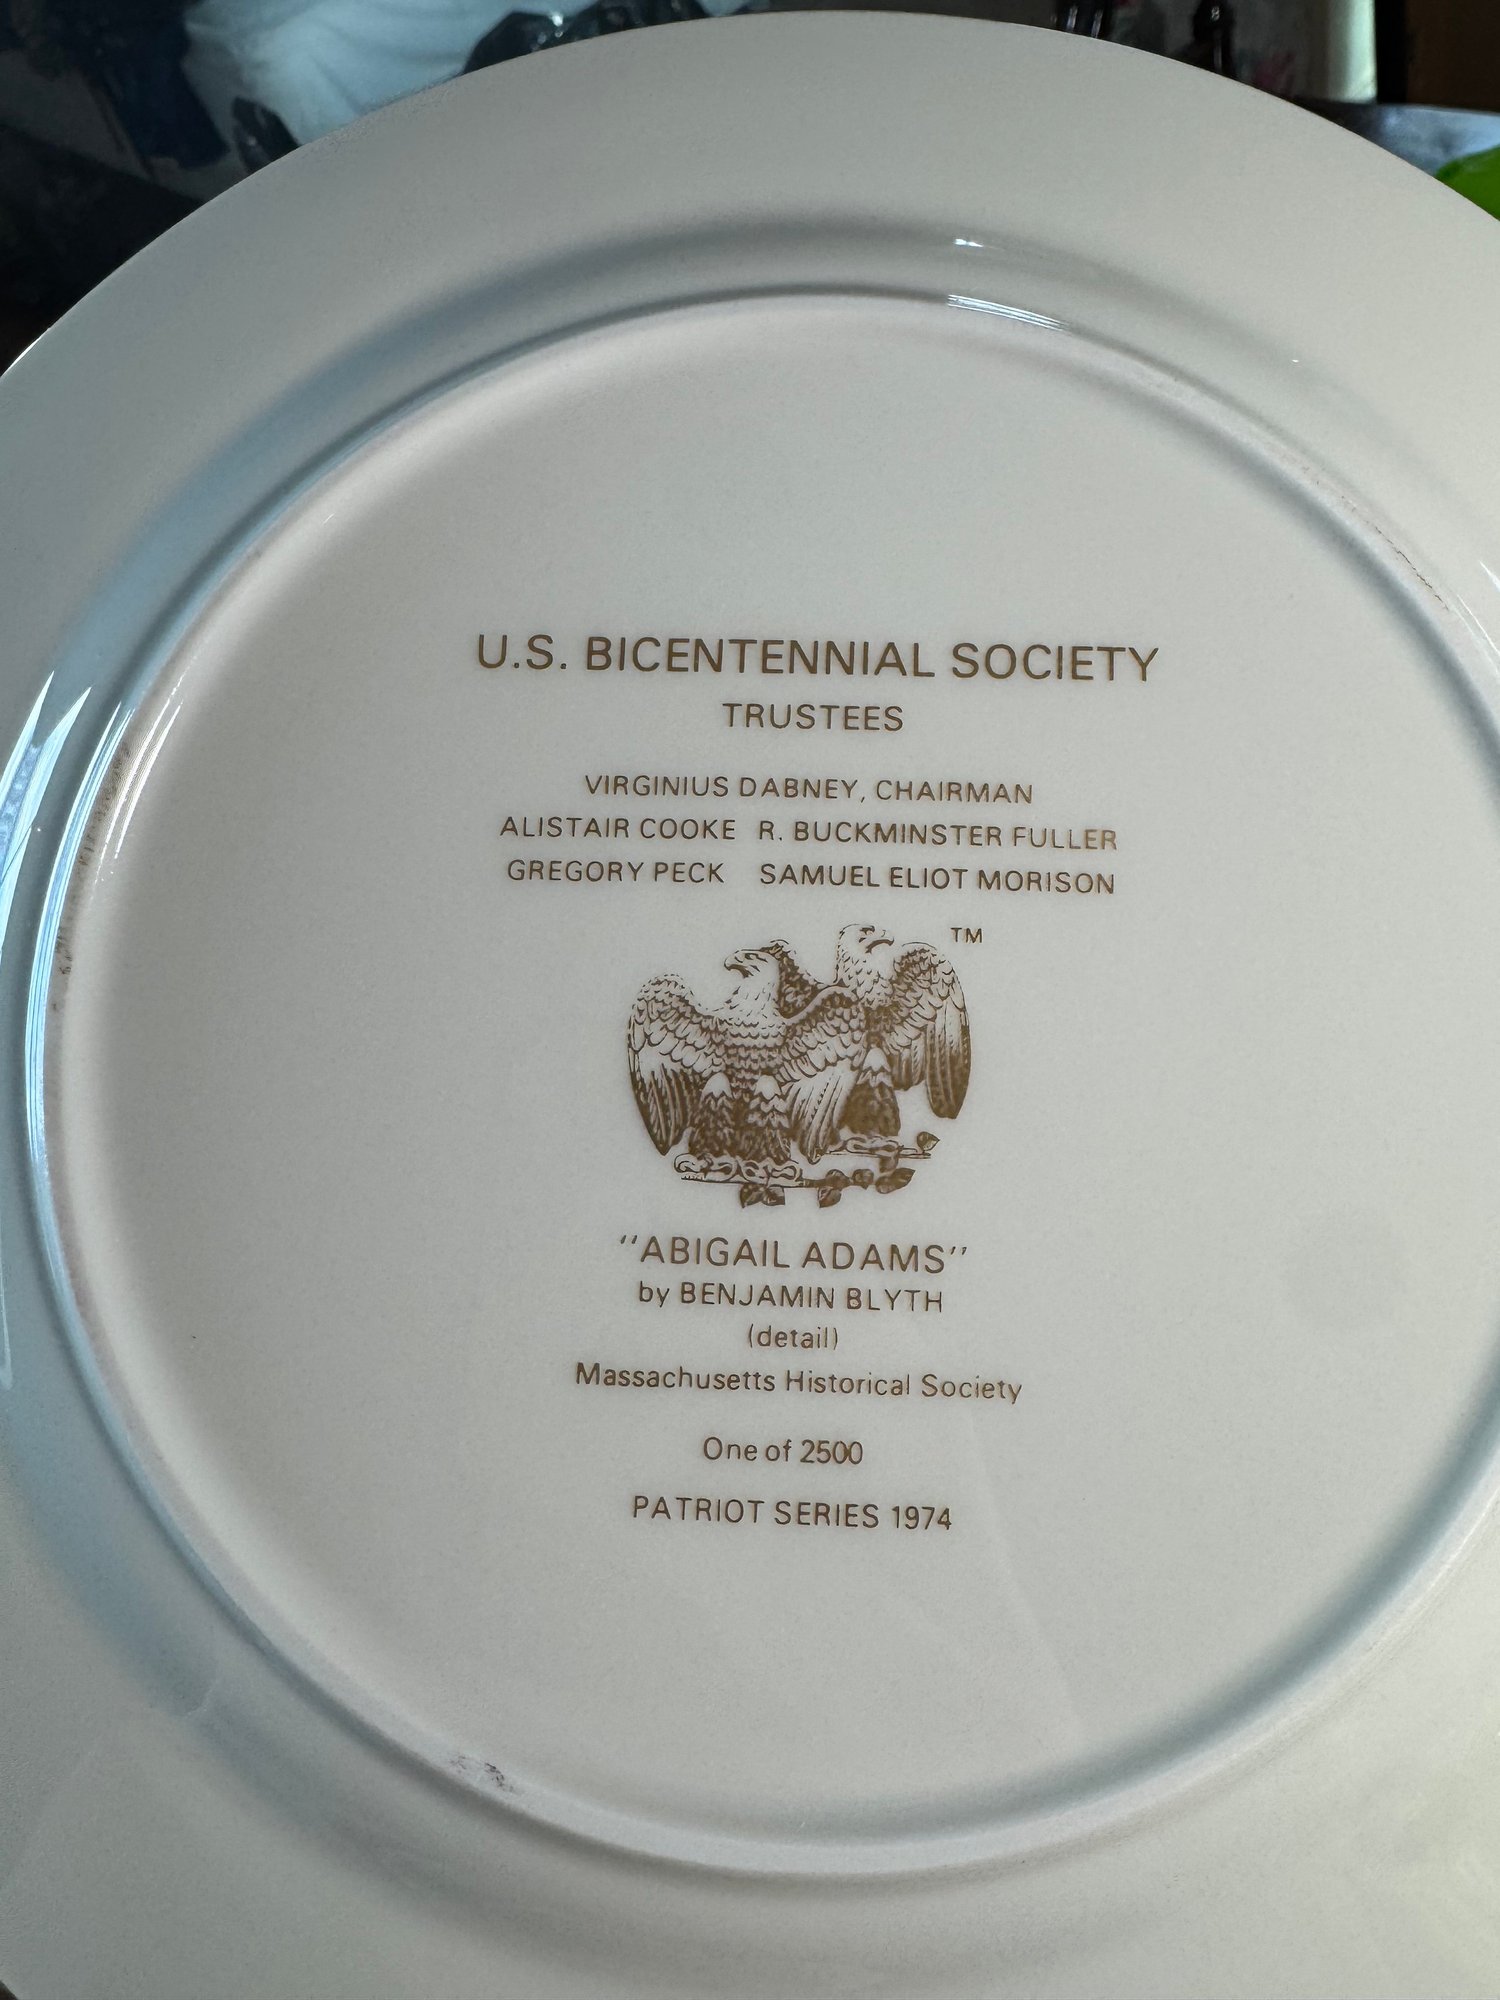 U.S. BICENTENNIAL SOCIETY
TRUSTEES
VIRGINIUS DABNEY, CHAIRMAN
ALISTAIR COOKE R. BUCKMINSTER FULLER
GREGORY PECK SAMUEL ELIOT MORISON
TM
"ABIGAIL ADAMS"
by BENJAMIN BLYTH
(detail)
Massachusetts Historical Society
One of 2500
PATRIOT SERIES 1974